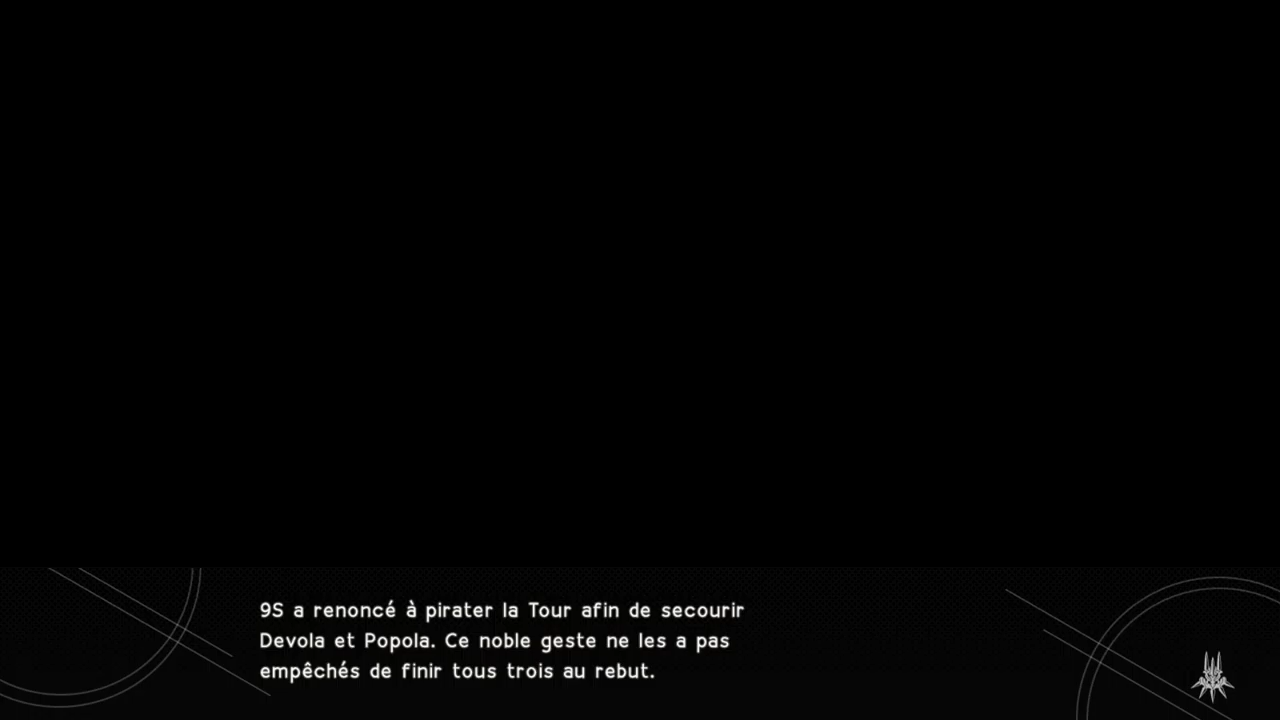 9S a renoncé à pirater la Tour afin de secourir
Devola et Popola. Ce noble geste ne les a pas
empêchés de finir tous trois au rebut.